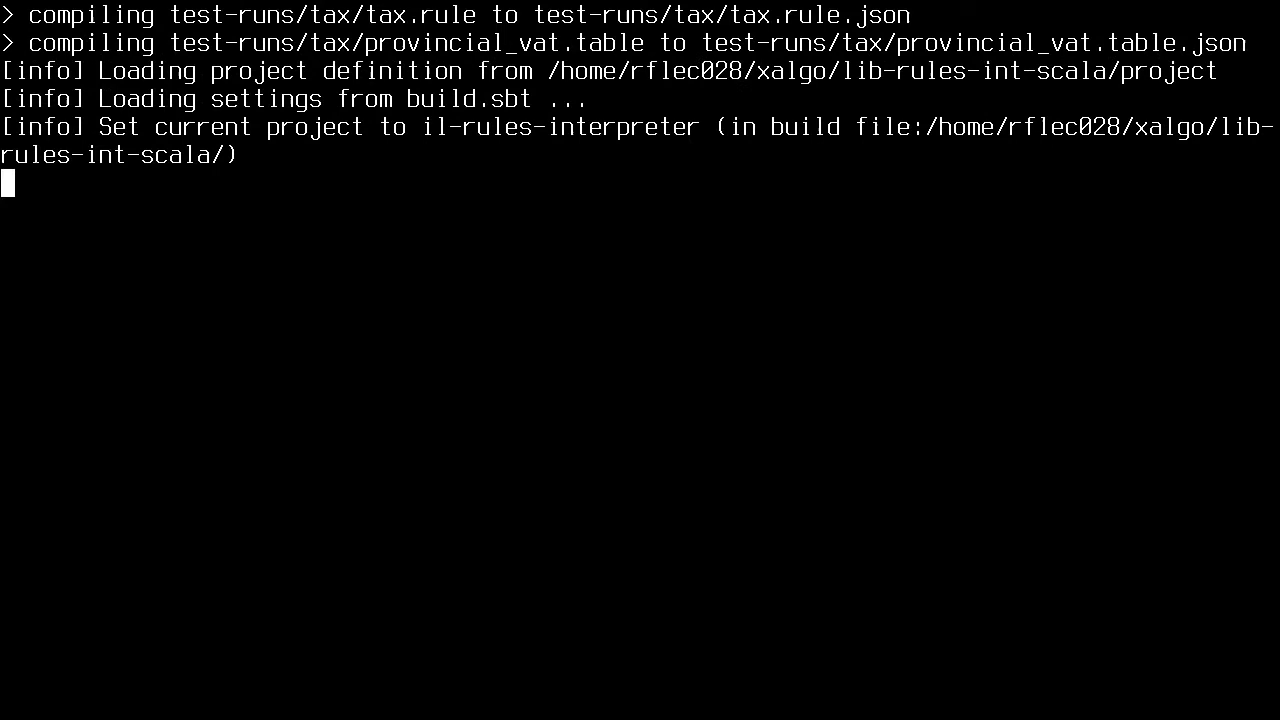 > compiling test-runs/tax/tax.rule to test-runs/tax/tax.rule.json
> compiling test-runs/tax/provincial_vat.table to test-runs/tax/provincial_vat.table.json
[info] Loading project definition from /home/rflec028/xalgo/lib-rules-int-scala/project
[info] Loading settings from build.sbt ...
[info] Set current project to il-rules-interpreter (in build file:/home/rflec028/xalgo/lib-
rules-int-scala/)